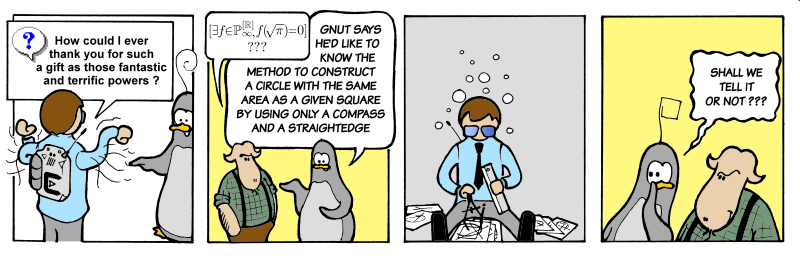 ?
How could I ever
thank you for such
a gift as those fantastic
and terrific powers ?
[∃f∈ℙ_∞^[ℝ], f(√π)=0]
???
GNUT SAYS
HE'D LIKE TO
KNOW THE
METHOD TO CONSTRUCT
A CIRCLE WITH THE SAME
AREA AS A GIVEN SQUARE
BY USING ONLY A COMPASS
AND A STRAIGHTEDGE
SHALL WE
TELL IT
OR NOT ???